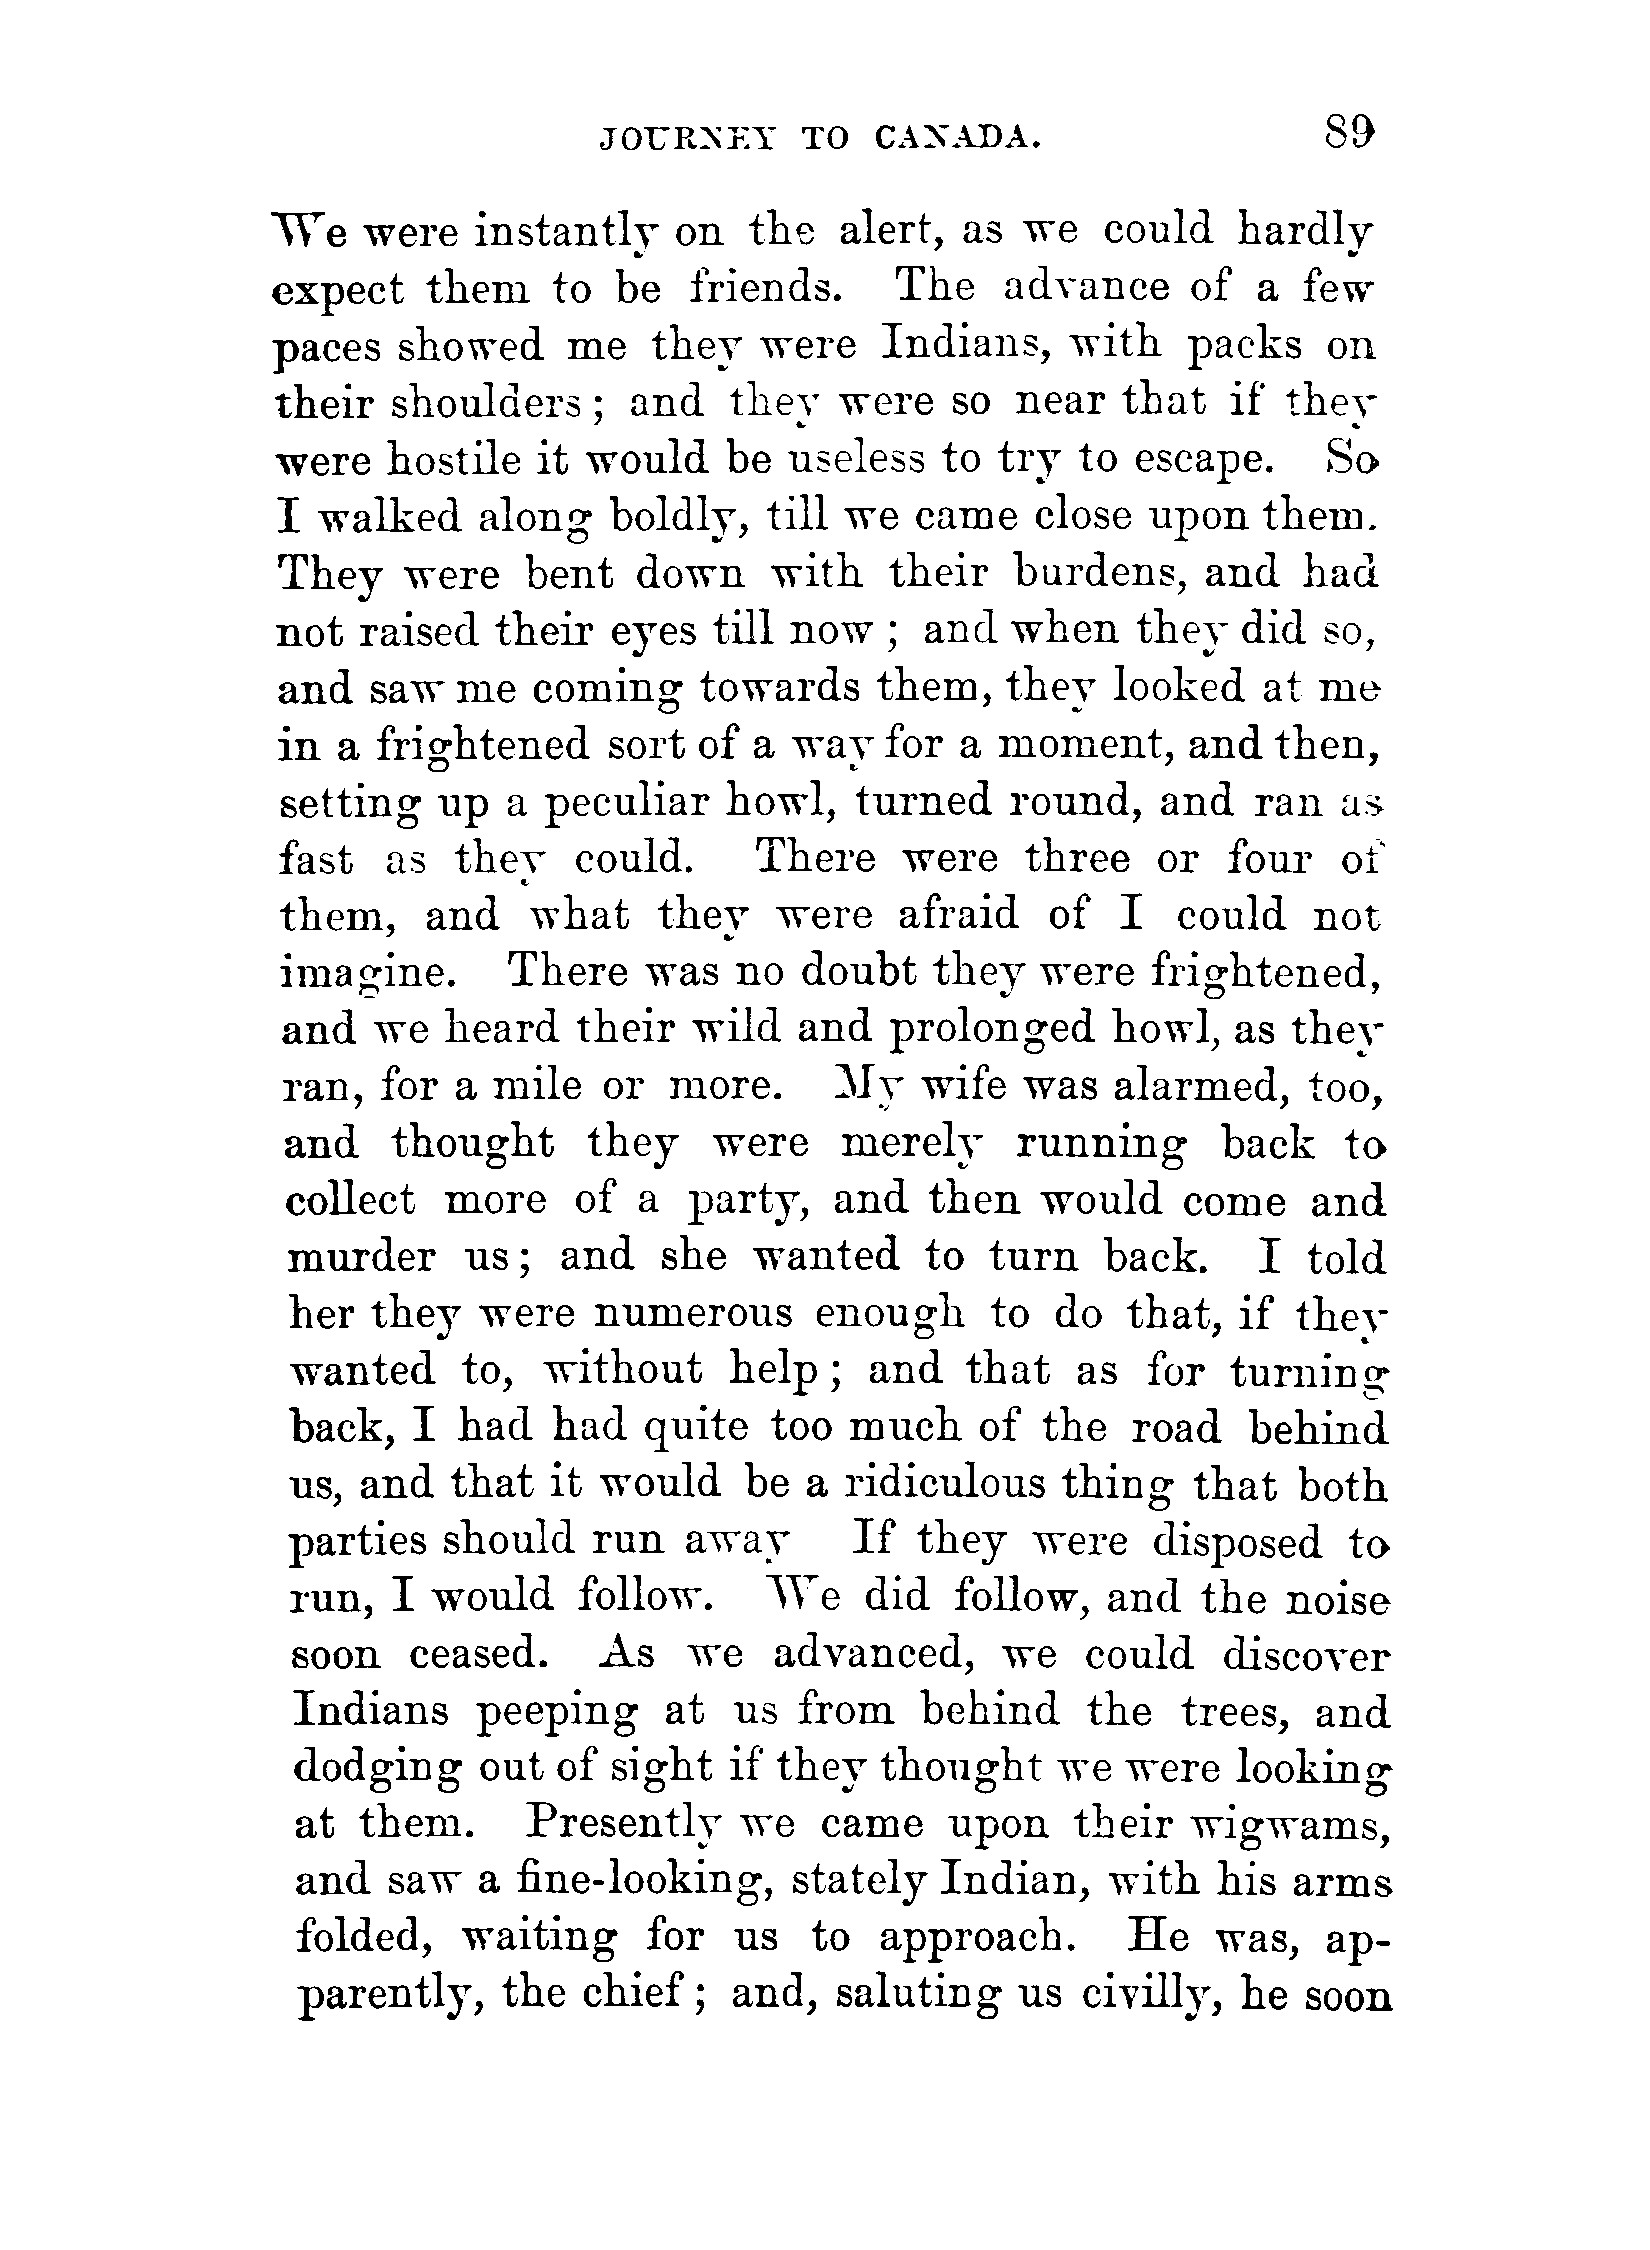 JOURNEY TO CANADA. 89
We were instantly on the alert, as we could hardly
expect them to be friends. The advance of a few
paces showed me they were Indians, with packs on
their shoulders; and they were so near that if they
were hostile it would be useless to try to escape. So
I walked along boldly, till we came close upon them.
They were bent down with their burdens, and had
not raised their eyes till now; and when they did so,
and saw me coming towards them, they looked at me
in a frightened sort of a way for a moment, and then,
setting up a peculiar howl, turned round, and ran as
fast as they could. There were three or four of
them, and what they were afraid of I could not
imagine. There was no doubt they were frightened,
and we heard their wild and prolonged howl, as they
ran, for a mile or more. My wife was alarmed, too,
and thought they were merely running back to
collect more of a party, and then would come and
murder us; and she wanted to turn back. I told
her they were numerous enough to do that, if they
wanted to, without help; and that as for turning
back, I had had quite too much of the road behind
us, and that it would be a ridiculous thing that both
parties should run away If they were disposed to
run, I would follow. We did follow, and the noise
soon ceased. As we advanced, we could discover
Indians peeping at us from behind the trees, and
dodging out of sight if they thought we were looking
at them. Presently we came upon their wigwams,
and saw a fine-looking, stately Indian, with his arms
folded, waiting for us to approach. He was, ap-
parently, the chief; and, saluting us civilly, he soon